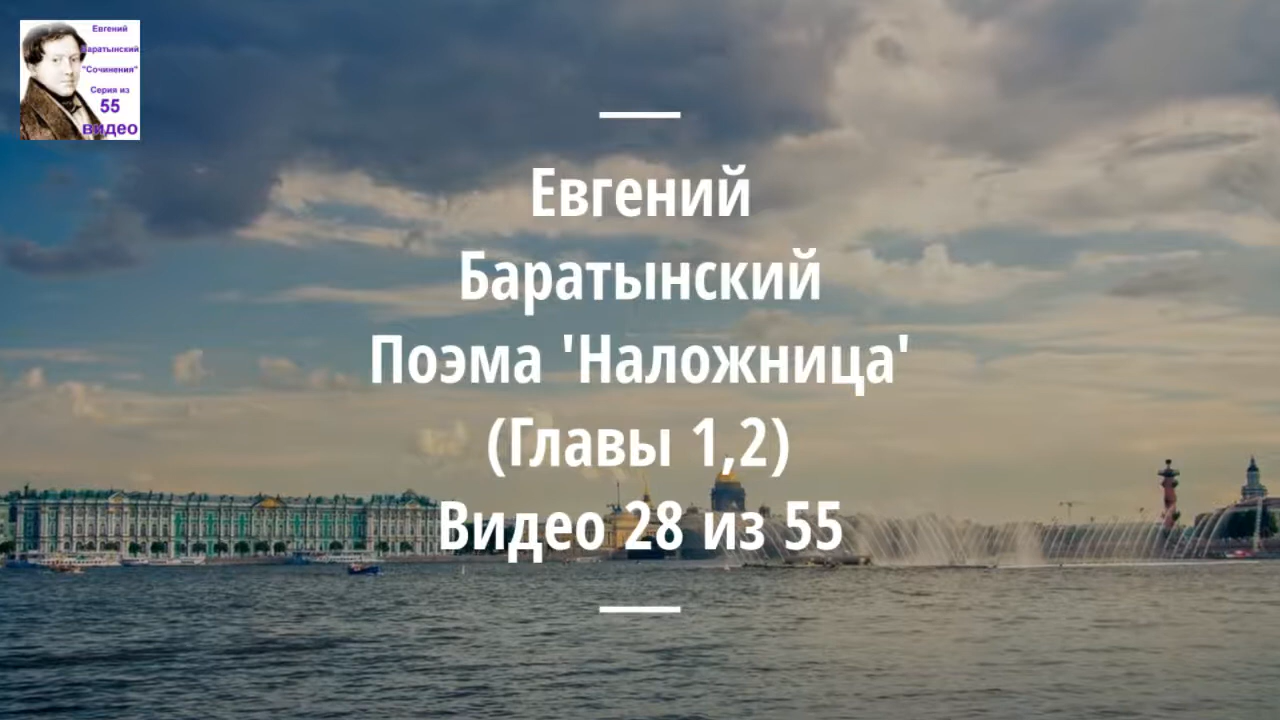 Евгений
Баратынский
"Сочинения"
Серия из
55
видео
Евгений
Баратынский
Поэма 'Наложница'
(Главы 1,2)
Видео 28 из 55